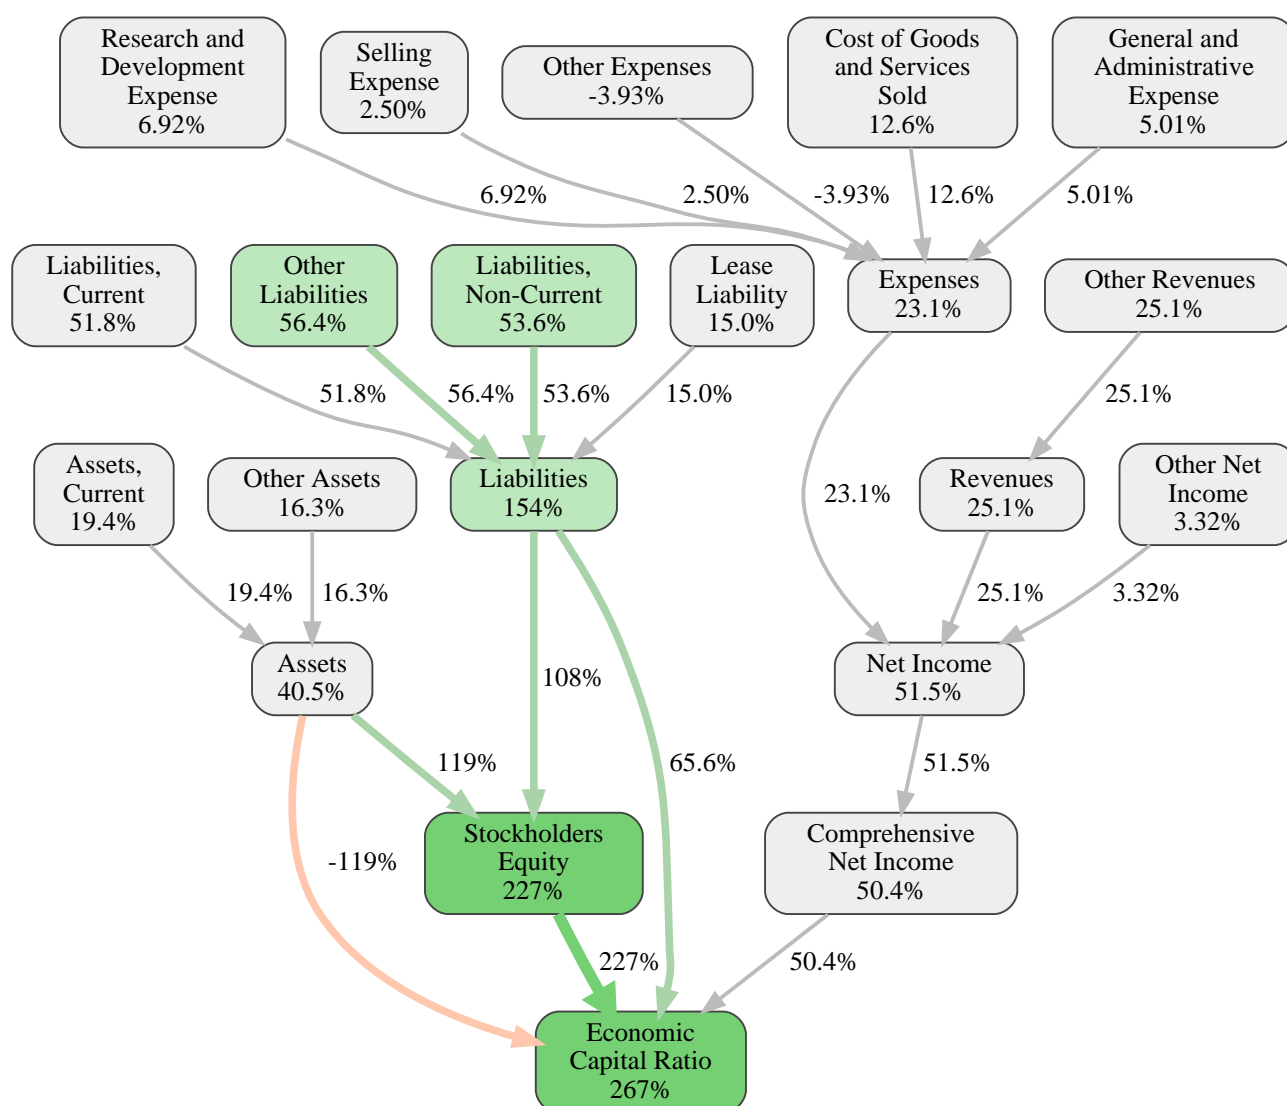 Research and
Development
Expense
6.92%
Selling
Expense
2.50%
Other Expenses
-3.93%
Cost of Goods
and Services
Sold
12.6%
General and
Administrative
Expense
5.01%
6.92%
2.50%
-3.93%
12.6%
5.01%
Liabilities,
Current
51.8%
Other
Liabilities
56.4%
Liabilities,
Non-Current
53.6%
Lease
Liability
15.0%
Expenses
23.1%
Other Revenues
25.1%
51.8%
56.4%
53.6%
15.0%
25.1%
Assets,
Current
19.4%
Other Assets
16.3%
Liabilities
154%
23.1%
Revenues
25.1%
Other Net
Income
3.32%
19.4%
16.3%
25.1%
3.32%
Assets
40.5%
108%
Net Income
51.5%
119%
65.6%
51.5%
-119%
Stockholders
Equity
227%
Comprehensive
Net Income
50.4%
227%
50.4%
Economic
Capital Ratio
267%